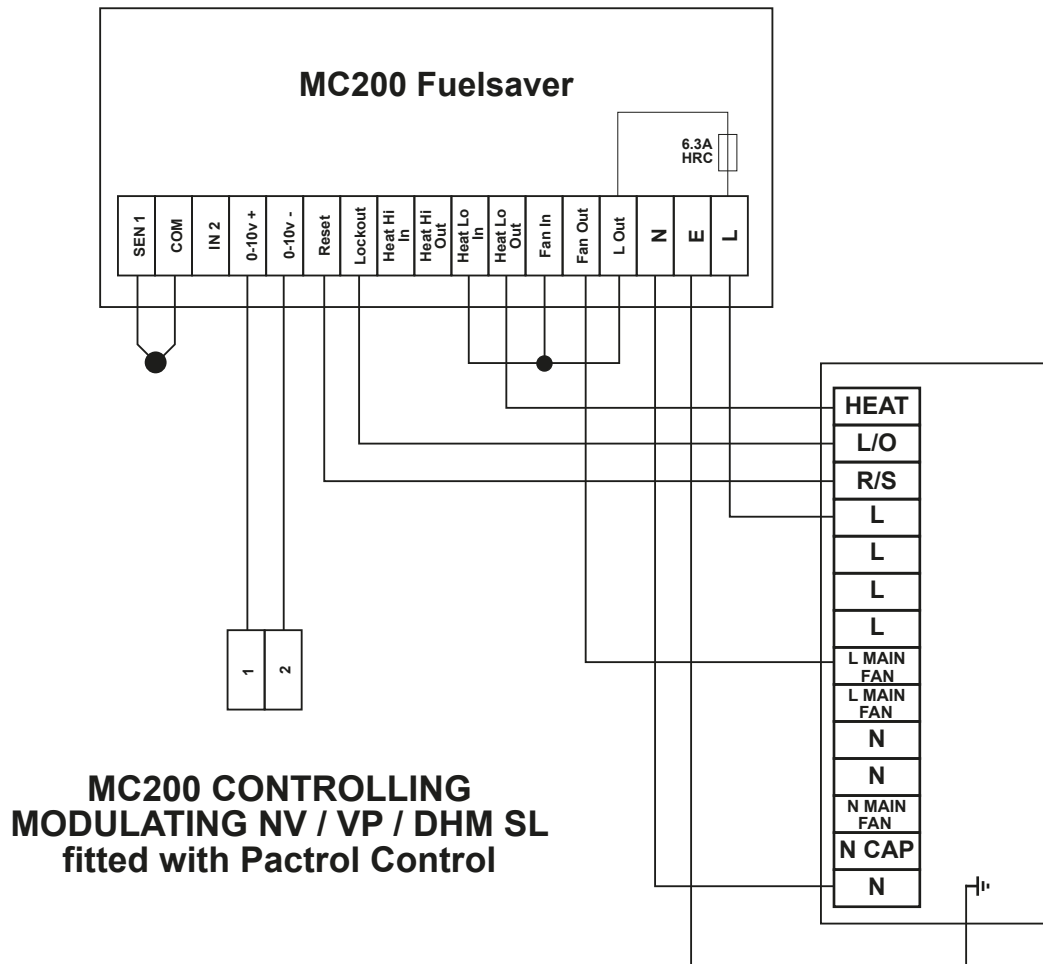 MC200 Fuelsaver
6.3A
HRC
SEN 1
COM
IN 2
0-10v +
0-10v -
Reset
Lockout
Heat Hi
In
Heat Hi
Out
Heat Lo
In
Heat Lo
Out
Fan In
Fan Out
L Out
N
E
L
HEAT
L/O
R/S
L
L
L
L
L MAIN
FAN
L MAIN
FAN
N
N
N MAIN
FAN
N CAP
N
1
2
MC200 CONTROLLING
MODULATING NV / VP / DHM SL
fitted with Pactrol Control